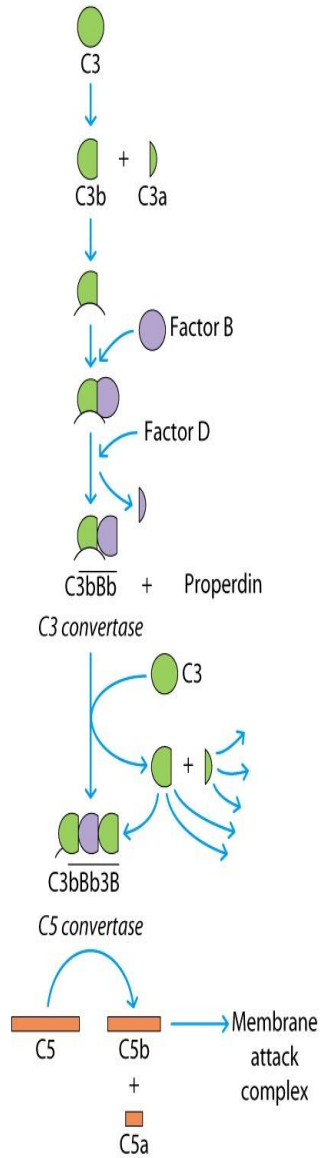 C3
C3b + C3a
Factor B
Factor D
C3bBb + Properdin
C3 convertase
C3
+
C3bBb3B
C5 convertase
C5 C5b Membrane
attack
complex
+
C5a